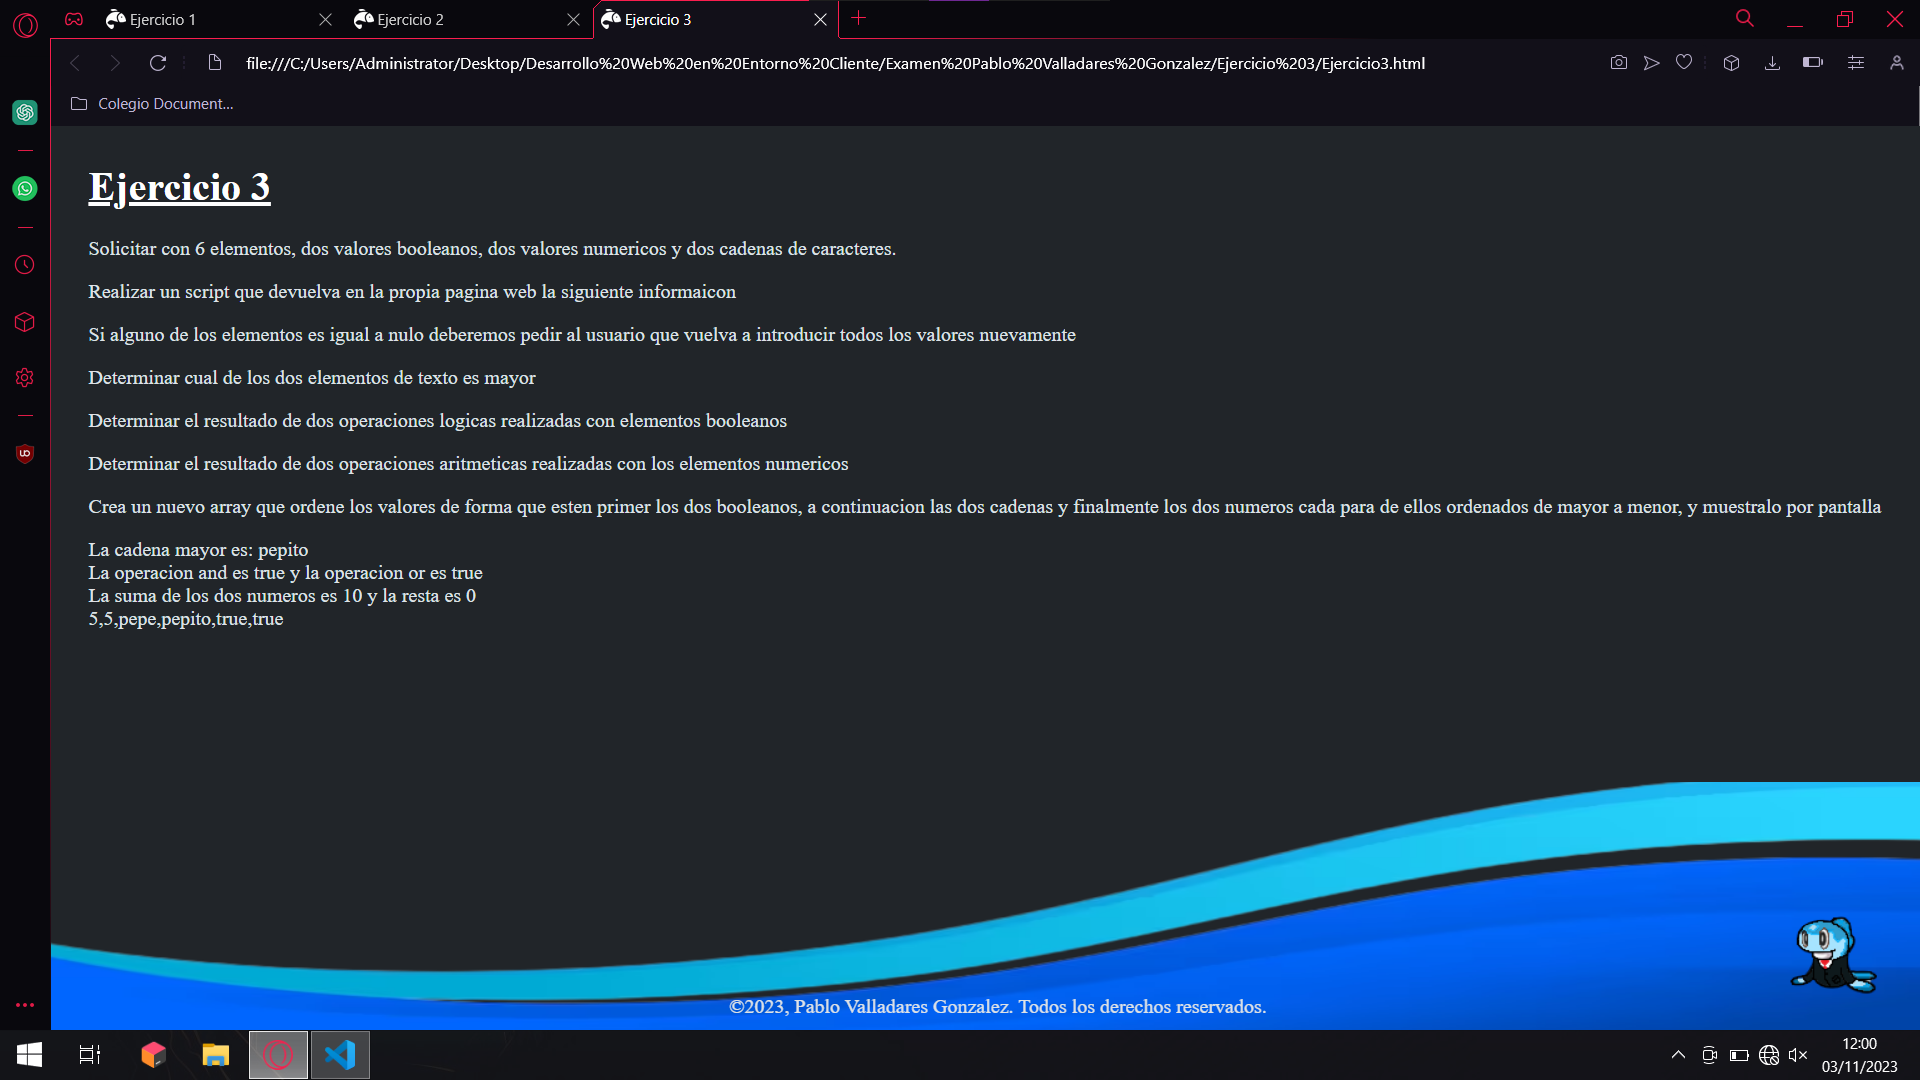 Ejercicio 1
Ejercicio 2
Ejercicio 3
file:///C:/Users/Administrator/Desktop/Desarrollo%20Web%20en%20Entorno%20Cliente/Examen%20Pablo%20Valladares%20Gonzalez/Ejercicio%203/Ejercicio3.html
Colegio Document...
Ejercicio 3
Solicitar con 6 elementos, dos valores booleanos, dos valores numericos y dos cadenas de caracteres.
Realizar un script que devuelva en la propia pagina web la siguiente informaicon
Si alguno de los elementos es igual a nulo deberemos pedir al usuario que vuelva a introducir todos los valores nuevamente
Determinar cual de los dos elementos de texto es mayor
Determinar el resultado de dos operaciones logicas realizadas con elementos booleanos
Determinar el resultado de dos operaciones aritmeticas realizadas con los elementos numericos
Crea un nuevo array que ordene los valores de forma que esten primer los dos booleanos, a continuacion las dos cadenas y finalmente los dos numeros cada para de ellos ordenados de mayor a menor, y muestralo por pantalla
La cadena mayor es: pepito
La operacion and es true y la operacion or es true
La suma de los dos numeros es 10 y la resta es 0
5,5,pepe,pepito,true,true
©2023, Pablo Valladares Gonzalez. Todos los derechos reservados.
12:00
03/11/2023